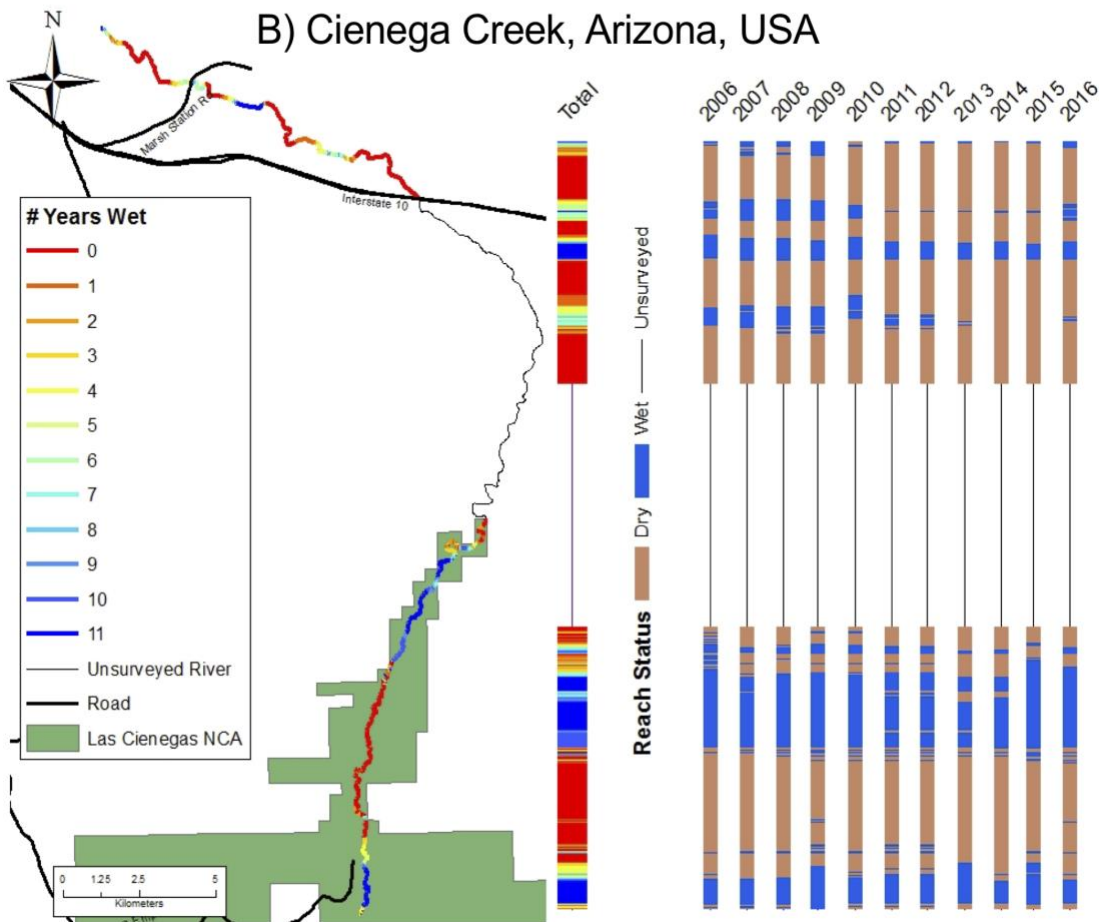 B) Cienega Creek, Arizona, USA
N
Marsh Station R
Interstate 10
# Years Wet
0
1
2
3
4
5
6
7
8
9
10
11
Unsurveyed River
Road
Las Cienegas NCA
0 1.25 2.5 5
Kilometers
Total
Reach Status Dry Wet Unsurveyed
2006 2007 2008 2009 2010 2011 2012 2013 2014 2015 2016